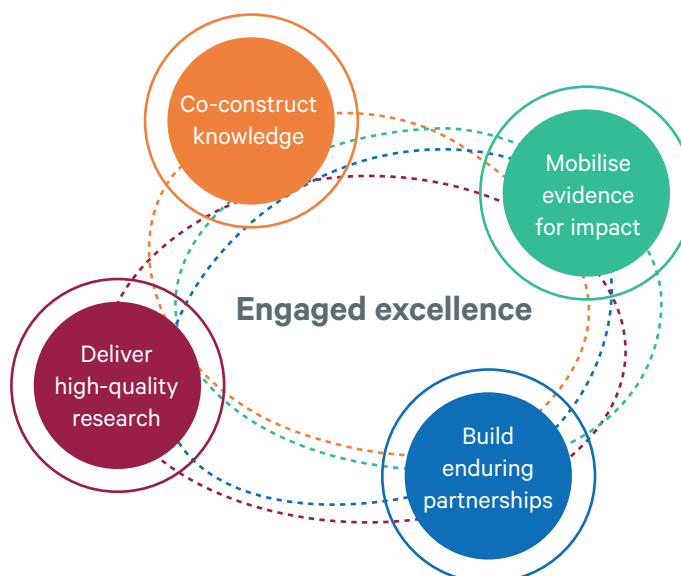 Co-construct
knowledge
Mobilise
evidence
for impact
Engaged excellence
Deliver
high-quality
research
Build
enduring
partnerships